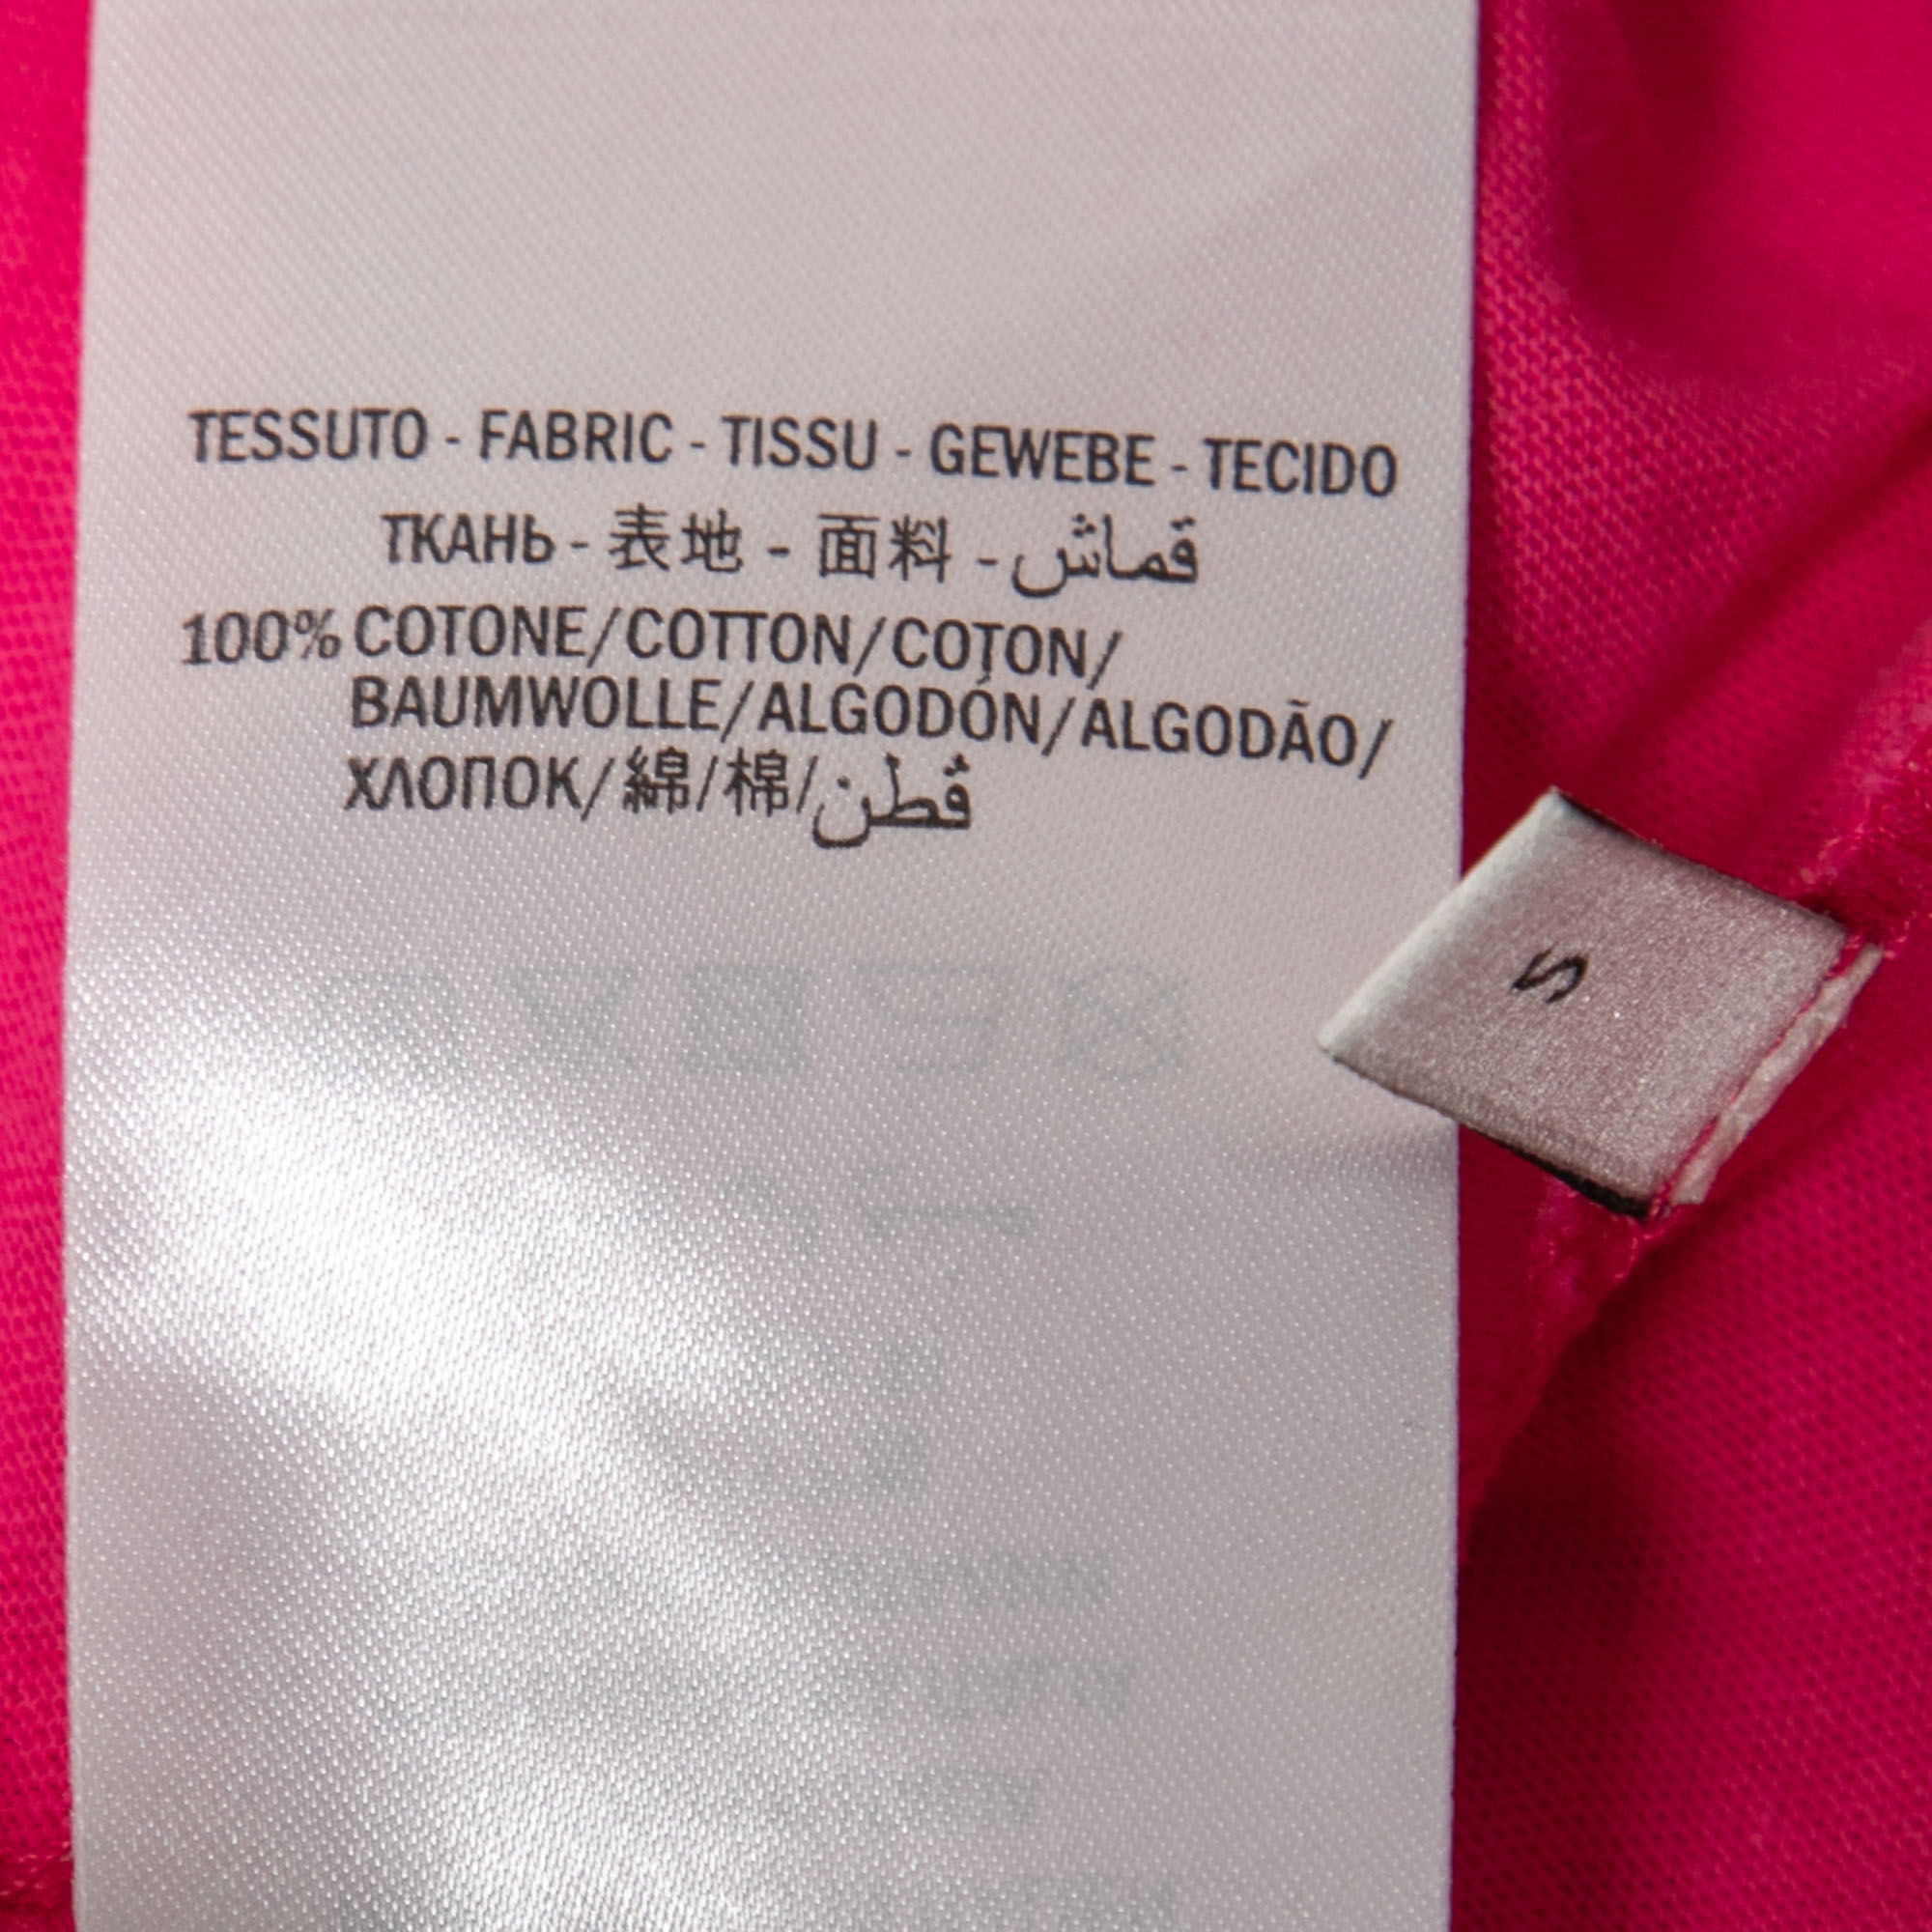 TESSUTO - FABRIC - TISSU - GEWEBE - TECIDO
ТКАНЬ - 表地 - 面料 - قماش
100% COTONE/COTTON/COTON/
BAUMWOLLE/ALGODÓN/ALGODÃO/
ХЛОПОК/綿/棉/قطن
S